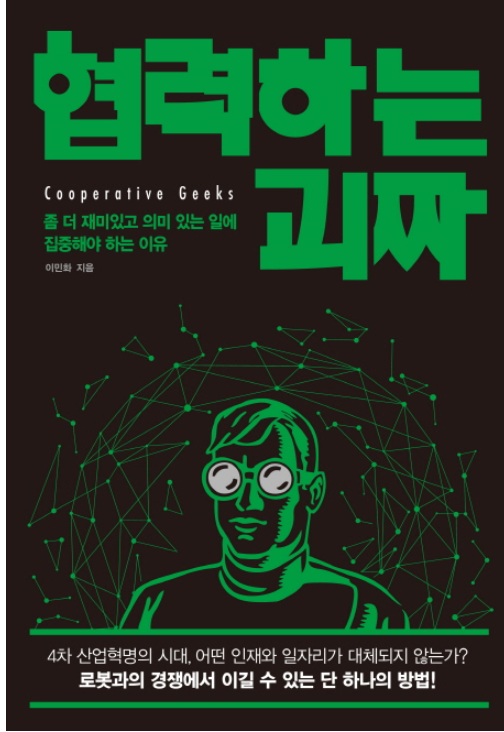 협력하는
괴짜
Cooperative Geeks
좀 더 재미있고 의미 있는 일에
집중해야 하는 이유
이민화 지음
4차 산업혁명의 시대, 어떤 인재와 일자리가 대체되지 않는가?
로봇과의 경쟁에서 이길 수 있는 단 하나의 방법!